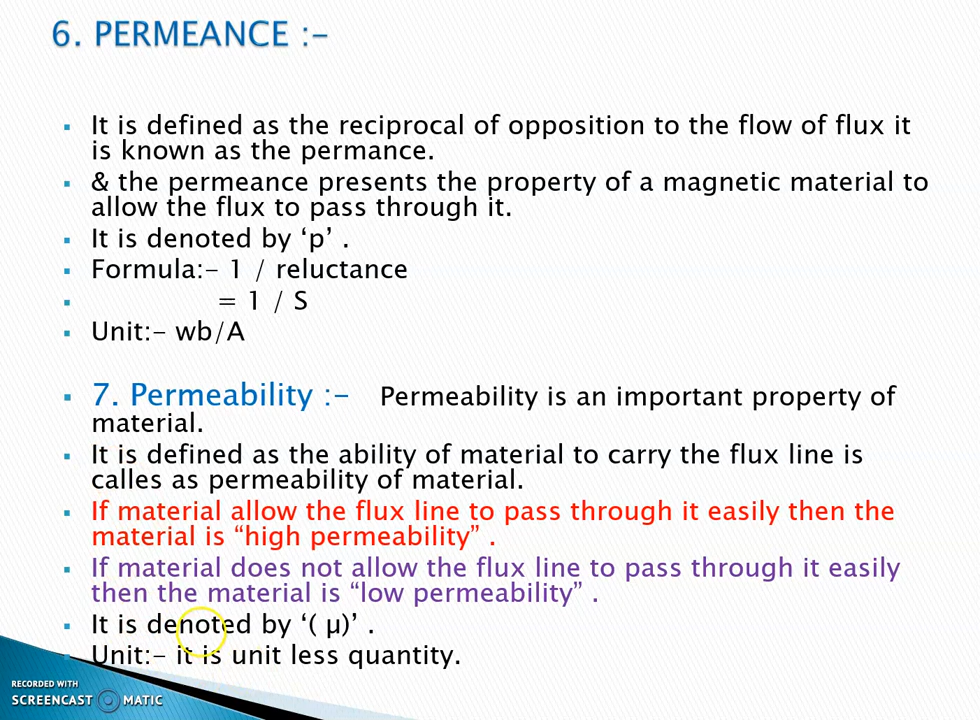 6. PERMEANCE :-
▪ It is defined as the reciprocal of opposition to the flow of flux it
is known as the permance.
▪ & the permeance presents the property of a magnetic material to
allow the flux to pass through it.
▪ It is denoted by ‘p’ .
▪ Formula:- 1 / reluctance
▪ = 1 / S
▪ Unit:- wb/A
▪ 7. Permeability :- Permeability is an important property of
material.
▪ It is defined as the ability of material to carry the flux line is
calles as permeability of material.
▪ If material allow the flux line to pass through it easily then the
material is “high permeability” .
▪ If material does not allow the flux line to pass through it easily
then the material is “low permeability” .
▪ It is denoted by ‘( µ)’ .
▪ Unit:- it is unit less quantity.
RECORDED WITH
SCREENCAST MATIC